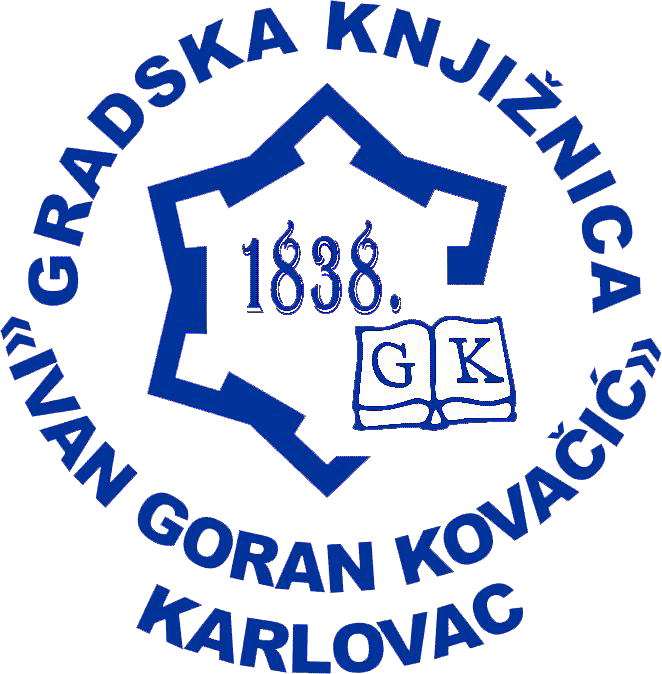 GRADSKA KNJIŽNICA
«IVAN GORAN KOVAČIĆ»
KARLOVAC
1838.
G K